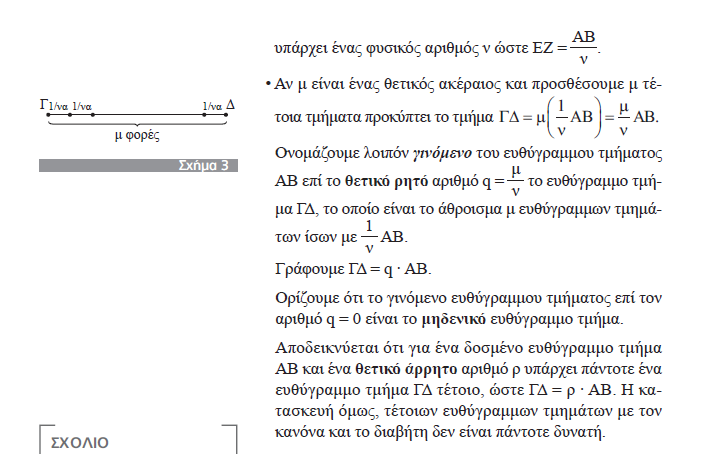 υπάρχει ένας φυσικός αριθμός ν ώστε ΕΖ = ΑΒ/ν.
• Αν μ είναι ένας θετικός ακέραιος και προσθέσουμε μ τέ-
τοια τμήματα προκύπτει το τμήμα ΓΔ = μ(1/ν ΑΒ) = μ/ν ΑΒ.
Ονομάζουμε λοιπόν γινόμενο του ευθύγραμμου τμήματος
ΑΒ επί το θετικό ρητό αριθμό q = μ/ν το ευθύγραμμο τμή-
μα ΓΔ, το οποίο είναι το άθροισμα μ ευθύγραμμων τμημά-
των ίσων με 1/ν ΑΒ.
Γράφουμε ΓΔ = q · ΑΒ.
Ορίζουμε ότι το γινόμενο ευθύγραμμου τμήματος επί τον
αριθμό q = 0 είναι το μηδενικό ευθύγραμμο τμήμα.
Αποδεικνύεται ότι για ένα δοσμένο ευθύγραμμο τμήμα
ΑΒ και ένα θετικό άρρητο αριθμό ρ υπάρχει πάντοτε ένα
ευθύγραμμο τμήμα ΓΔ τέτοιο, ώστε ΓΔ = ρ · ΑΒ. Η κα-
τασκευή όμως, τέτοιων ευθύγραμμων τμημάτων με τον
κανόνα και το διαβήτη δεν είναι πάντοτε δυνατή.
Γ 1/να 1/να 1/να Δ
μ φορές
Σχήμα 3
ΣΧΟΛΙΟ